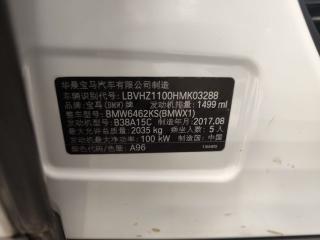 华晨宝马汽车有限公司制造
车辆识别代号: LBVHZ1100HMK03288
品牌: 宝马(BMW)牌 发动机排量: 1499 ml
整车型号: BMW6462KS(BMWX1)
发动机型号: B38A15C 制造年月: 2017.08
最大允许总质量: 2035 kg 乘坐人数: 5 人
发动机最大净功率: 100 kW 制造国: 中国
车身颜色代码/色漆: A96